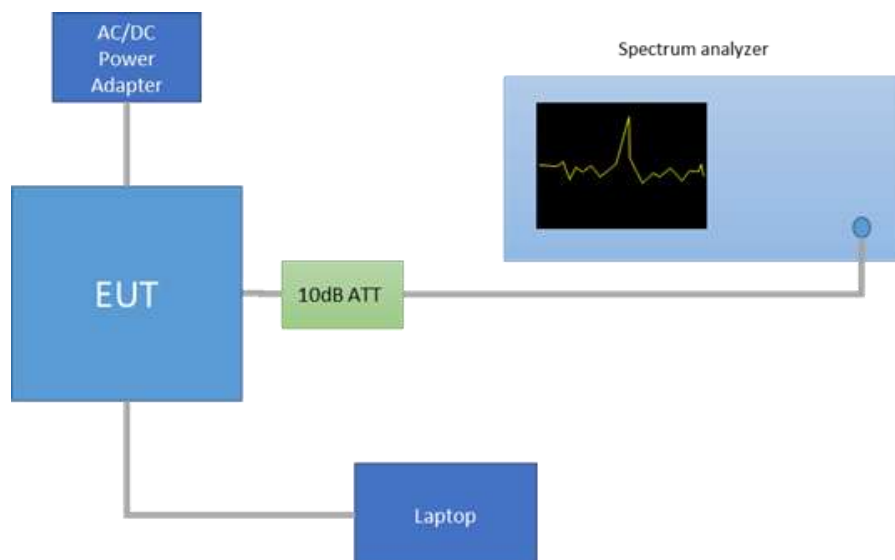 AC/DC
Power
Adapter
Spectrum analyzer
EUT
10dB ATT
Laptop